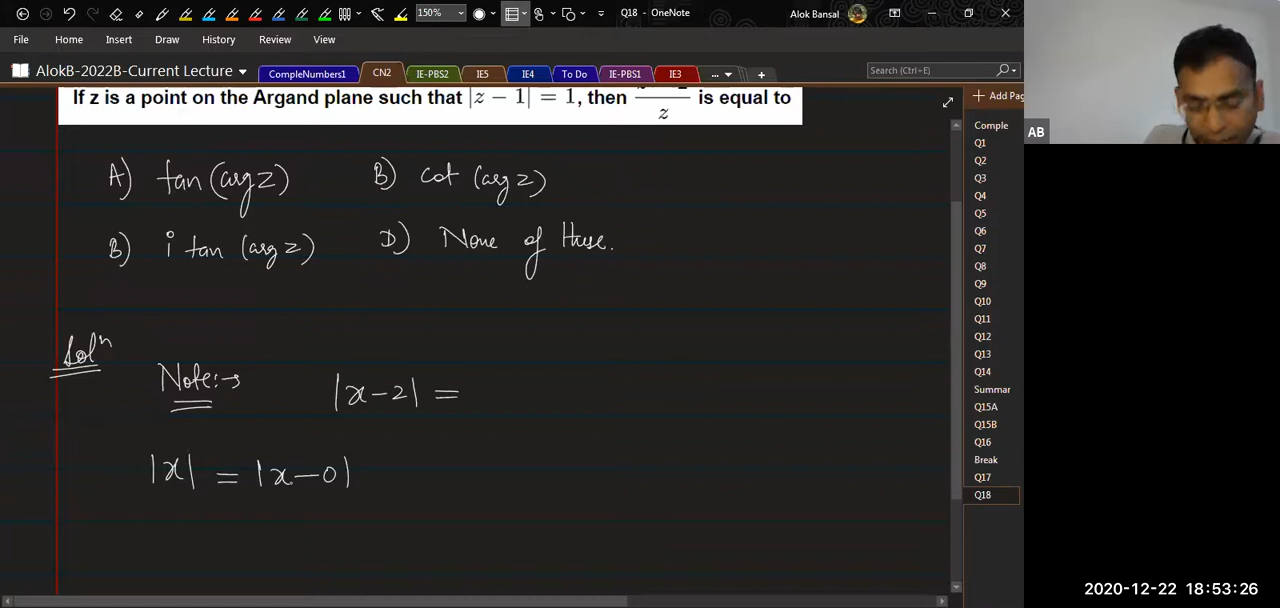 150% Q18 - OneNote Alok Bansal
File Home Insert Draw History Review View
AlokB-2022B-Current Lecture CompleNumbers1 CN2 IE-PBS2 IE5 IE4 To Do IE-PBS1 IE3 ... + Search (Ctrl+E)
If z is a point on the Argand plane such that |z − 1| = 1, then z is equal to
+ Add Pag
AB
A) tan (arg z) B) cot (arg z)
B) i tan (arg z) D) None of these.
Solⁿ
Note:→ |x−2| =
|x| = |x−0|
Comple
Q1
Q2
Q3
Q4
Q5
Q6
Q7
Q8
Q9
Q10
Q11
Q12
Q13
Q14
Summar
Q15A
Q15B
Q16
Break
Q17
Q18
2020-12-22 18:53:26